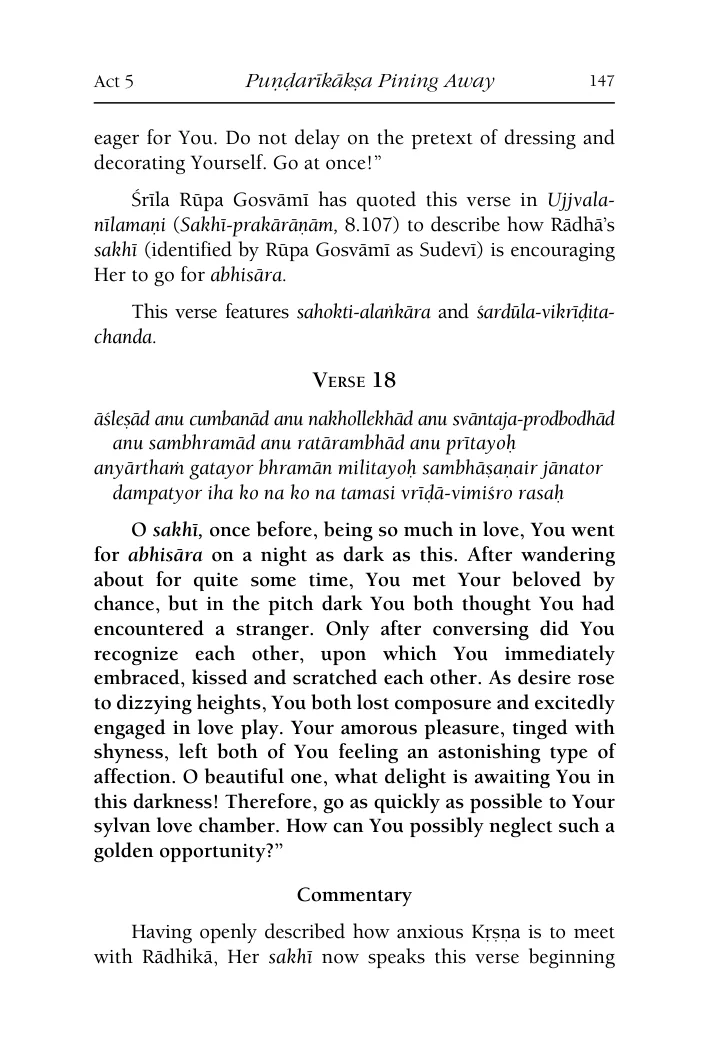 Act 5 Puṇḍarīkākṣa Pining Away 147
eager for You. Do not delay on the pretext of dressing and
decorating Yourself. Go at once!”
Śrīla Rūpa Gosvāmī has quoted this verse in Ujjvala-
nīlamaṇi (Sakhī-prakārāṇām, 8.107) to describe how Rādhā’s
sakhī (identified by Rūpa Gosvāmī as Sudevī) is encouraging
Her to go for abhisāra.
This verse features sahokti-alaṅkāra and śardūla-vikrīḍita-
chanda.
Verse 18
āśleṣād anu cumbanād anu nakhollekhād anu svāntaja-prodbodhād
anu sambhramād anu ratārambhād anu prītayoḥ
anyārthaṁ gatayor bhramān militayoḥ sambhāṣaṇair jānator
dampatyor iha ko na ko na tamasi vrīḍā-vimiśro rasaḥ
O sakhī, once before, being so much in love, You went
for abhisāra on a night as dark as this. After wandering
about for quite some time, You met Your beloved by
chance, but in the pitch dark You both thought You had
encountered a stranger. Only after conversing did You
recognize each other, upon which You immediately
embraced, kissed and scratched each other. As desire rose
to dizzying heights, You both lost composure and excitedly
engaged in love play. Your amorous pleasure, tinged with
shyness, left both of You feeling an astonishing type of
affection. O beautiful one, what delight is awaiting You in
this darkness! Therefore, go as quickly as possible to Your
sylvan love chamber. How can You possibly neglect such a
golden opportunity?”
Commentary
Having openly described how anxious Kṛṣṇa is to meet
with Rādhikā, Her sakhī now speaks this verse beginning